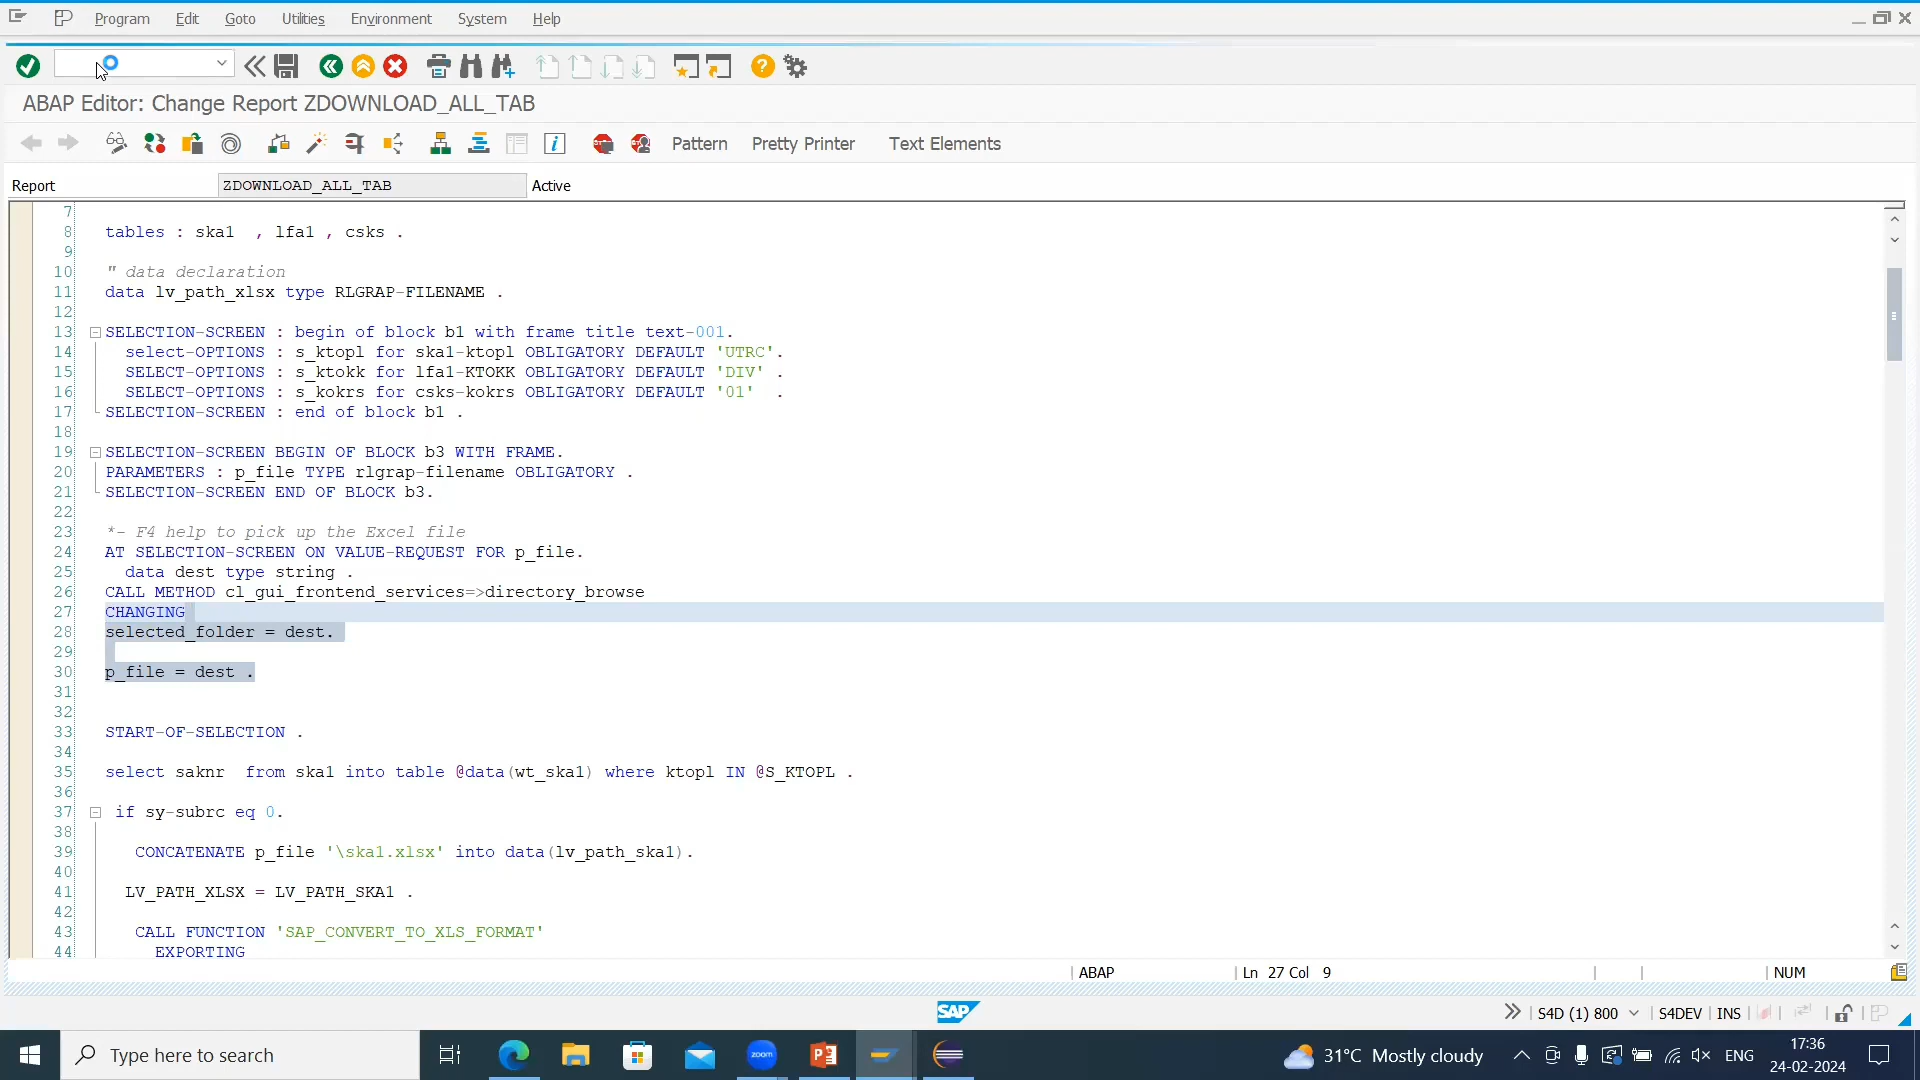 Program Edit Goto Utilities Environment System Help
ABAP Editor: Change Report ZDOWNLOAD_ALL_TAB
Pattern Pretty Printer Text Elements
Report ZDOWNLOAD_ALL_TAB Active
7
8 tables : ska1  , lfa1 , csks .
9
10 " data declaration
11 data lv_path_xlsx type RLGRAP-FILENAME .
12
13 SELECTION-SCREEN : begin of block b1 with frame title text-001.
14 select-OPTIONS : s_ktopl for ska1-ktopl OBLIGATORY DEFAULT 'UTRC'.
15 SELECT-OPTIONS : s_ktokk for lfa1-KTOKK OBLIGATORY DEFAULT 'DIV' .
16 SELECT-OPTIONS : s_kokrs for csks-kokrs OBLIGATORY DEFAULT '01'  .
17 SELECTION-SCREEN : end of block b1 .
18
19 SELECTION-SCREEN BEGIN OF BLOCK b3 WITH FRAME.
20 PARAMETERS : p_file TYPE rlgrap-filename OBLIGATORY .
21 SELECTION-SCREEN END OF BLOCK b3.
22
23 *- F4 help to pick up the Excel file
24 AT SELECTION-SCREEN ON VALUE-REQUEST FOR p_file.
25 data dest type string .
26 CALL METHOD cl_gui_frontend_services=>directory_browse
27 CHANGING
28 selected_folder = dest.
29
30 p_file = dest .
31
32
33 START-OF-SELECTION .
34
35 select saknr  from ska1 into table @data(wt_ska1) where ktopl IN @S_KTOPL .
36
37 if sy-subrc eq 0.
38
39 CONCATENATE p_file '\ska1.xlsx' into data(lv_path_ska1).
40
41 LV_PATH_XLSX = LV_PATH_SKA1 .
42
43 CALL FUNCTION 'SAP_CONVERT_TO_XLS_FORMAT'
44 EXPORTING
ABAP Ln 27 Col 9 NUM
SAP S4D (1) 800 S4DEV INS
Type here to search zoom 31°C Mostly cloudy ENG 17:36
24-02-2024